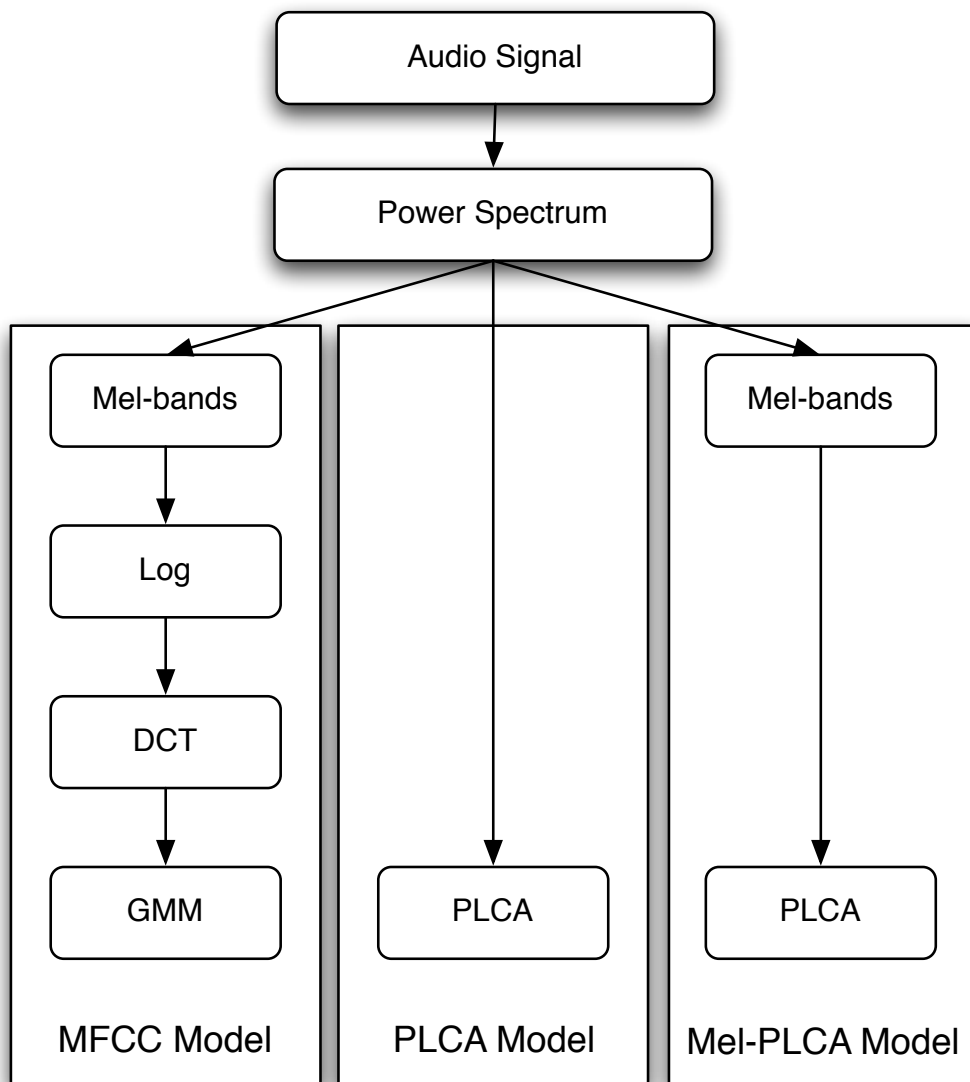 Audio Signal
Power Spectrum
Mel-bands
Log
DCT
GMM
MFCC Model
PLCA
PLCA Model
Mel-bands
PLCA
Mel-PLCA Model